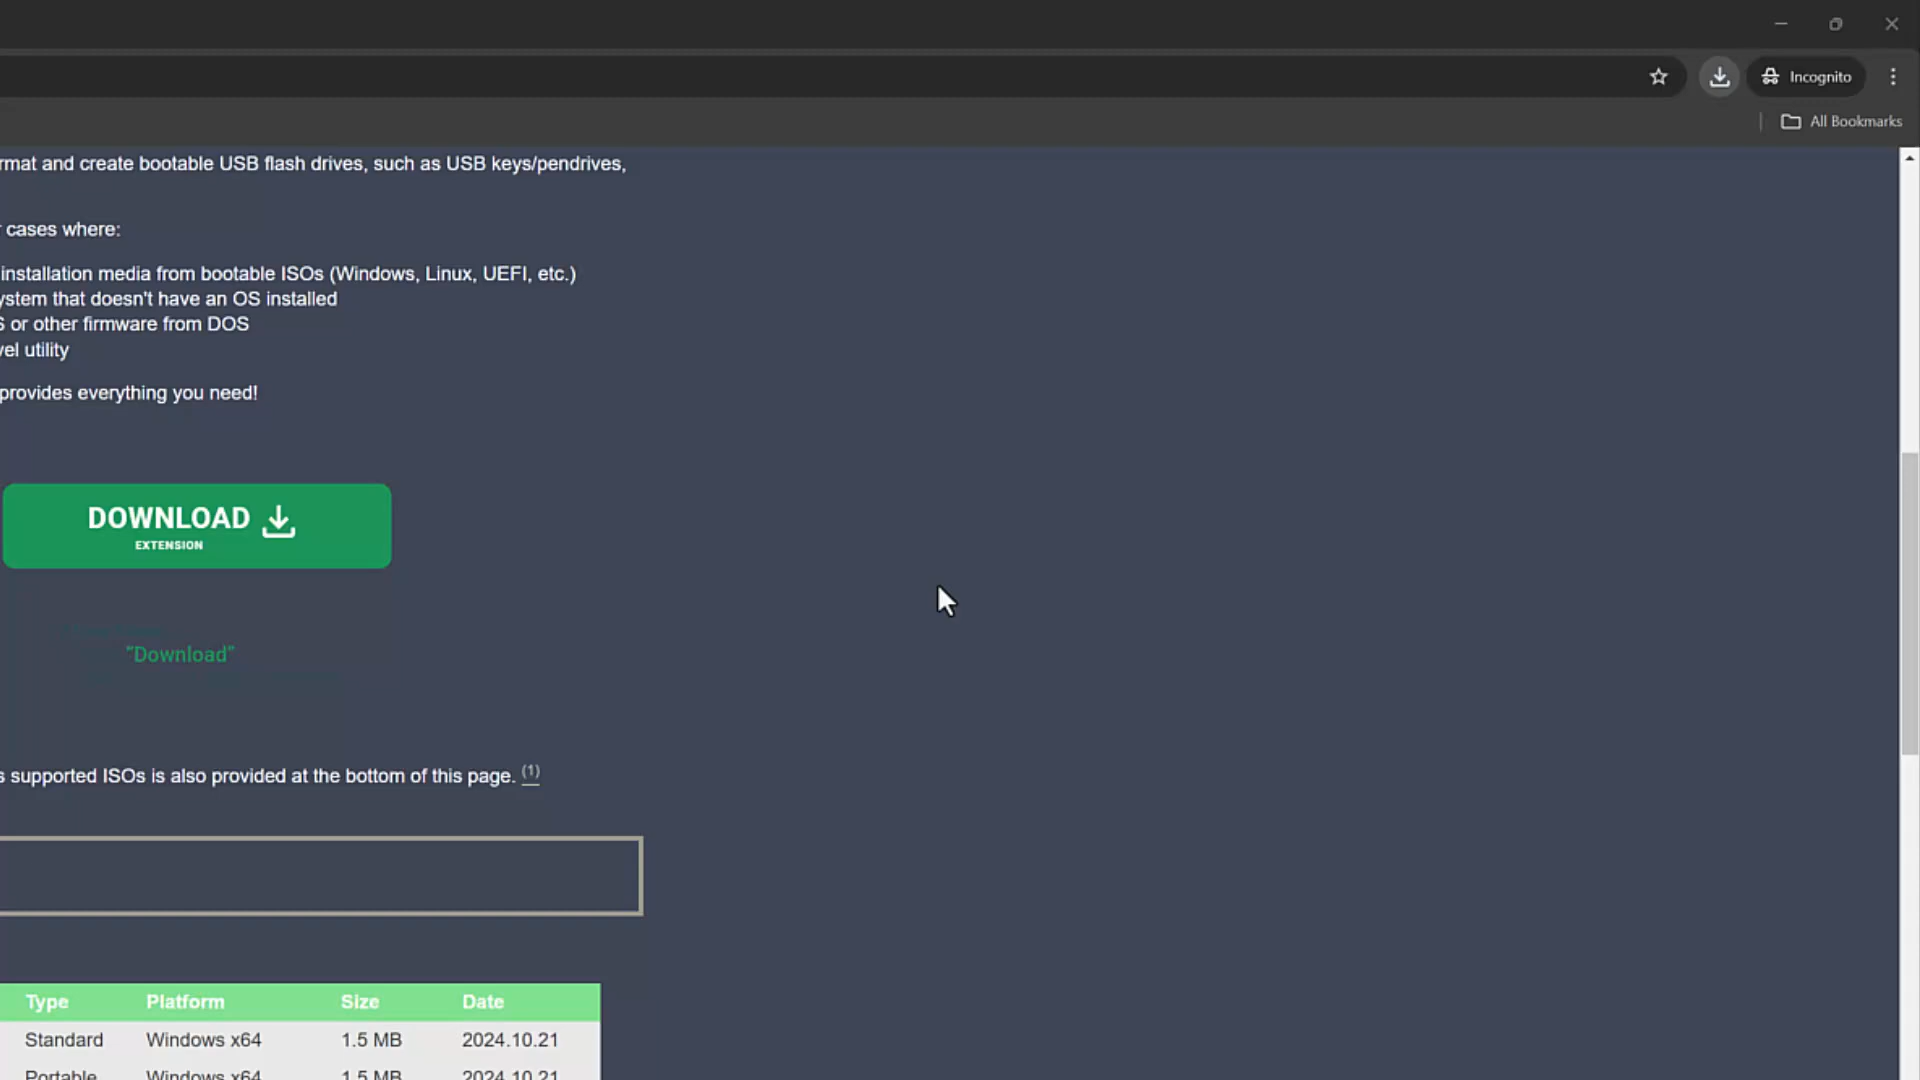 Incognito
All Bookmarks
rmat and create bootable USB flash drives, such as USB keys/pendrives,
cases where:
installation media from bootable ISOs (Windows, Linux, UEFI, etc.)
ystem that doesn't have an OS installed
S or other firmware from DOS
vel utility
provides everything you need!
DOWNLOAD
EXTENSION
"Download"
s supported ISOs is also provided at the bottom of this page. (1)
Type Platform Size Date
Standard Windows x64 1.5 MB 2024.10.21
Portable Windows x64 1.5 MB 2024.10.21